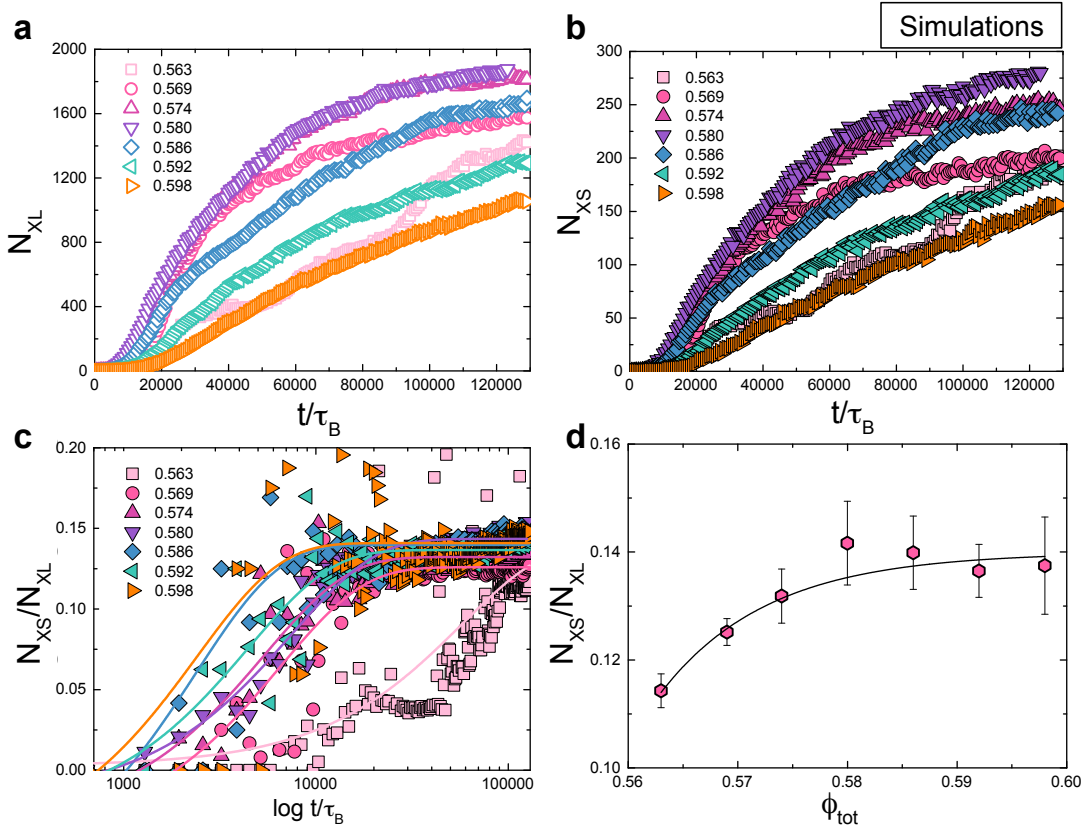 Simulations
a
2000
1600
1200
800
400
0
N_XL
0.563
0.569
0.574
0.580
0.586
0.592
0.598
0 20000 40000 60000 80000 100000 120000
t/τ_B
b
300
250
200
150
100
50
0
N_XS
0.563
0.569
0.574
0.580
0.586
0.592
0.598
0 20000 40000 60000 80000 100000 120000
t/τ_B
c
0.20
0.15
0.10
0.05
0.00
N_XS/N_XL
0.563
0.569
0.574
0.580
0.586
0.592
0.598
1000 10000 100000
log t/τ_B
d
0.16
0.14
0.12
0.10
N_XS/N_XL
0.56 0.57 0.58 0.59 0.60
ϕ_tot